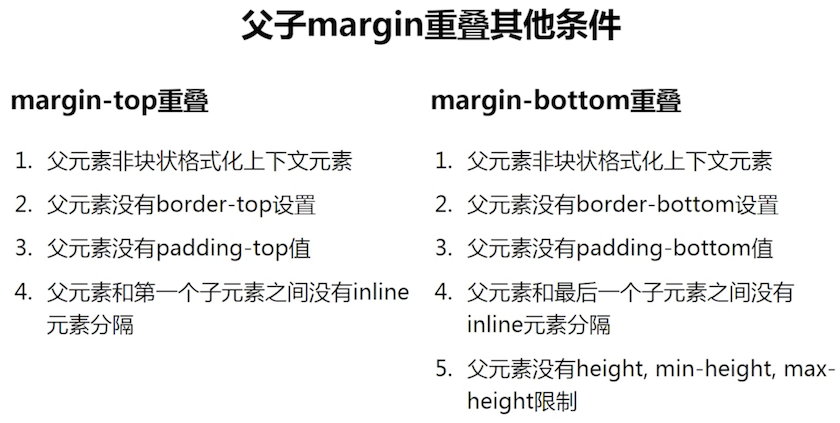 父子margin重叠其他条件
margin-top重叠
1. 父元素非块状格式化上下文元素
2. 父元素没有border-top设置
3. 父元素没有padding-top值
4. 父元素和第一个子元素之间没有inline
元素分隔
margin-bottom重叠
1. 父元素非块状格式化上下文元素
2. 父元素没有border-bottom设置
3. 父元素没有padding-bottom值
4. 父元素和最后一个子元素之间没有
inline元素分隔
5. 父元素没有height, min-height, max-
height限制